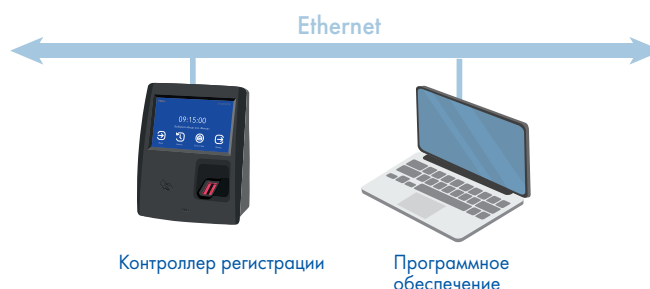 Ethernet
09:15:00
Контроллер регистрации
Программное
обеспечение